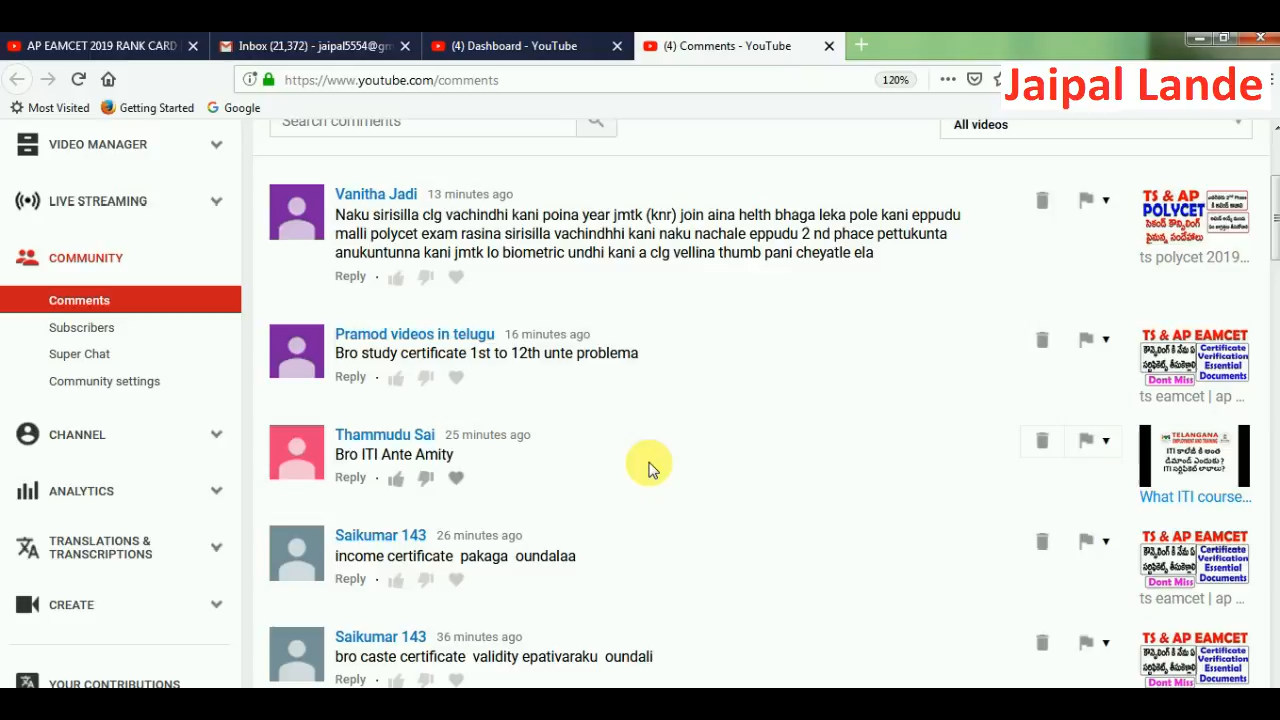 AP EAMCET 2019 RANK CARD
Inbox (21,372) - jaipal5554@gm
(4) Dashboard - YouTube
(4) Comments - YouTube
https://www.youtube.com/comments
120%
Jaipal Lande
Most Visited
Getting Started
Google
Search comments
All videos
VIDEO MANAGER
LIVE STREAMING
COMMUNITY
Comments
Subscribers
Super Chat
Community settings
CHANNEL
ANALYTICS
TRANSLATIONS &
TRANSCRIPTIONS
CREATE
YOUR CONTRIBUTIONS
Vanitha Jadi 13 minutes ago
Naku sirisilla clg vachindhi kani poina year jmtk (knr) join aina helth bhaga leka pole kani eppudu
malli polycet exam rasina sirisilla vachindhhi kani naku nachale eppudu 2 nd phace pettukunta
anukuntunna kani jmtk lo biometric undhi kani a clg vellina thumb pani cheyatle ela
Reply
TS & AP
POLYCET
ts polycet 2019...
Pramod videos in telugu 16 minutes ago
Bro study certificate 1st to 12th unte problema
Reply
TS & AP EAMCET
Certificate
Verification
Essential
Documents
Dont Miss
ts eamcet | ap ...
Thammudu Sai 25 minutes ago
Bro ITI Ante Amity
Reply
TELANGANA
What ITI course...
Saikumar 143 26 minutes ago
income certificate pakaga oundalaa
Reply
TS & AP EAMCET
Certificate
Verification
Essential
Documents
Dont Miss
ts eamcet | ap ...
Saikumar 143 36 minutes ago
bro caste certificate validity epativaraku oundali
Reply
TS & AP EAMCET
Certificate
Verification
Essential
Documents
Dont Miss